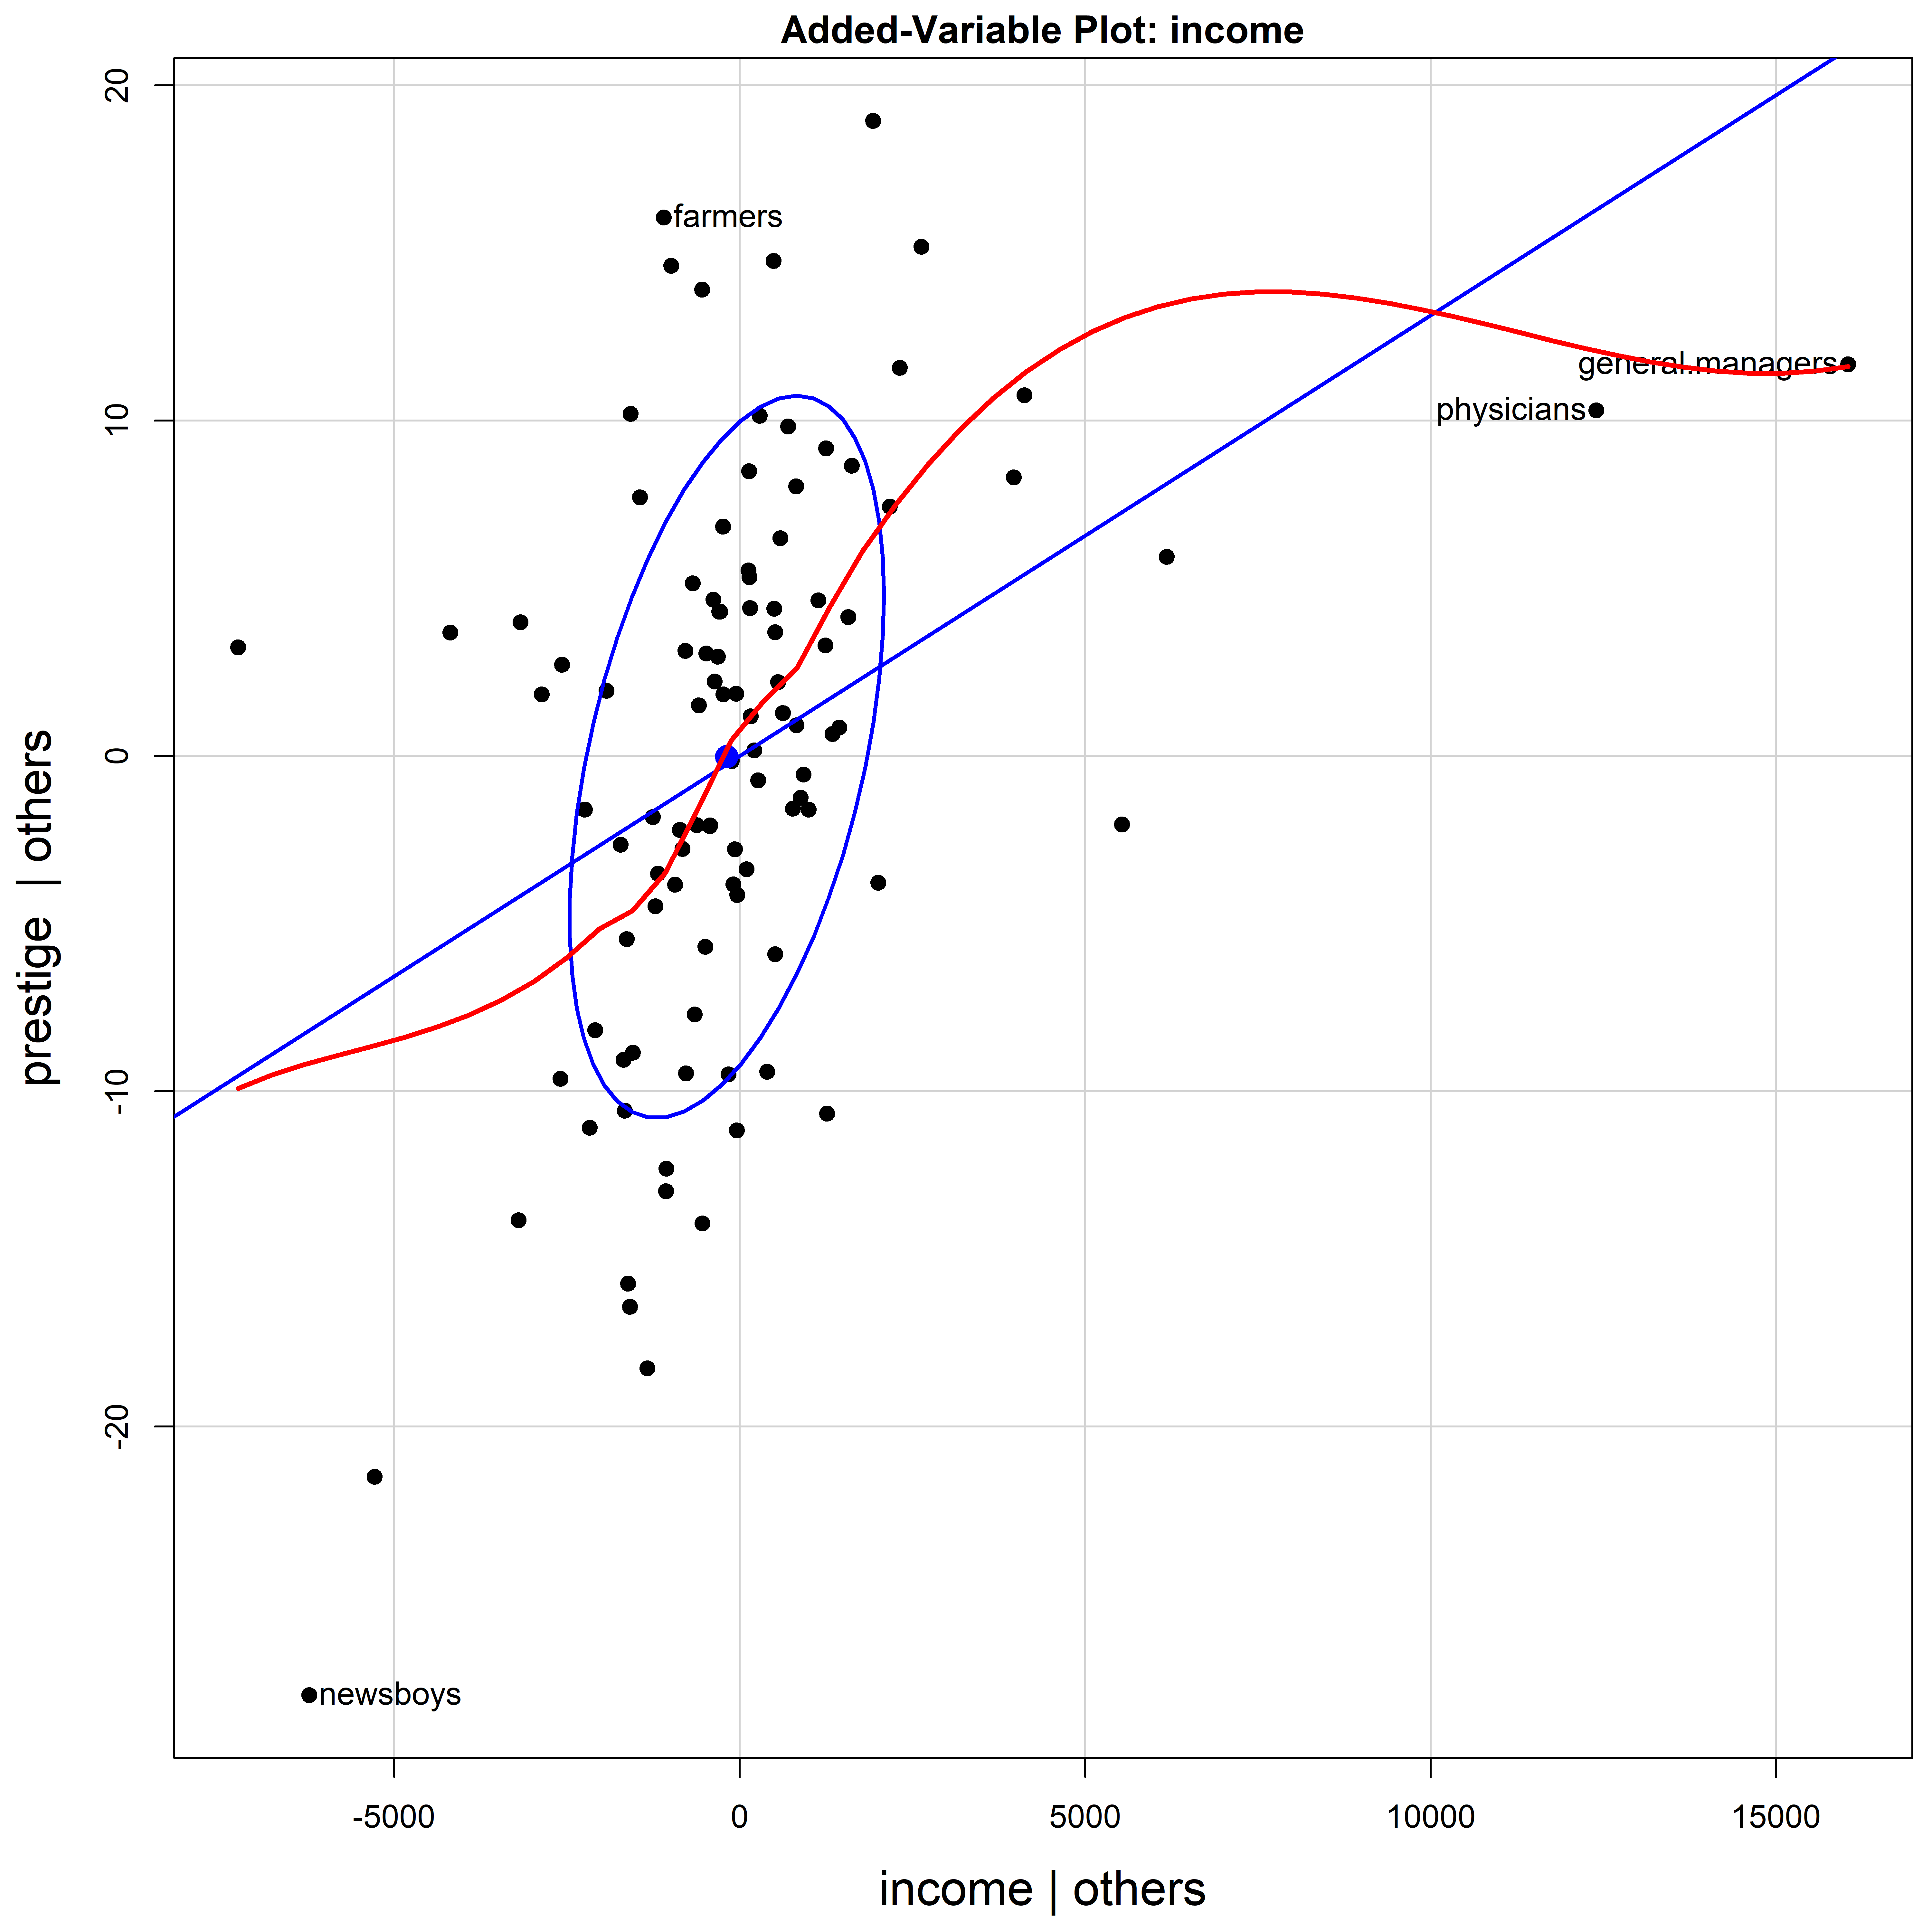 Added-Variable Plot: income
20
10
0
-10
-20
prestige | others
farmers
general.managers
physicians
newsboys
-5000 0 5000 10000 15000
income | others